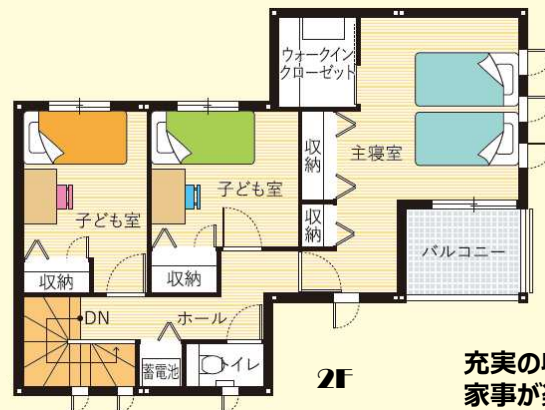 ウォークイン
クローゼット
収納
主寝室
子ども室
子ども室
収納
収納
収納
バルコニー
DN
ホール
蓄電池
トイレ
2F
充実の
家事が